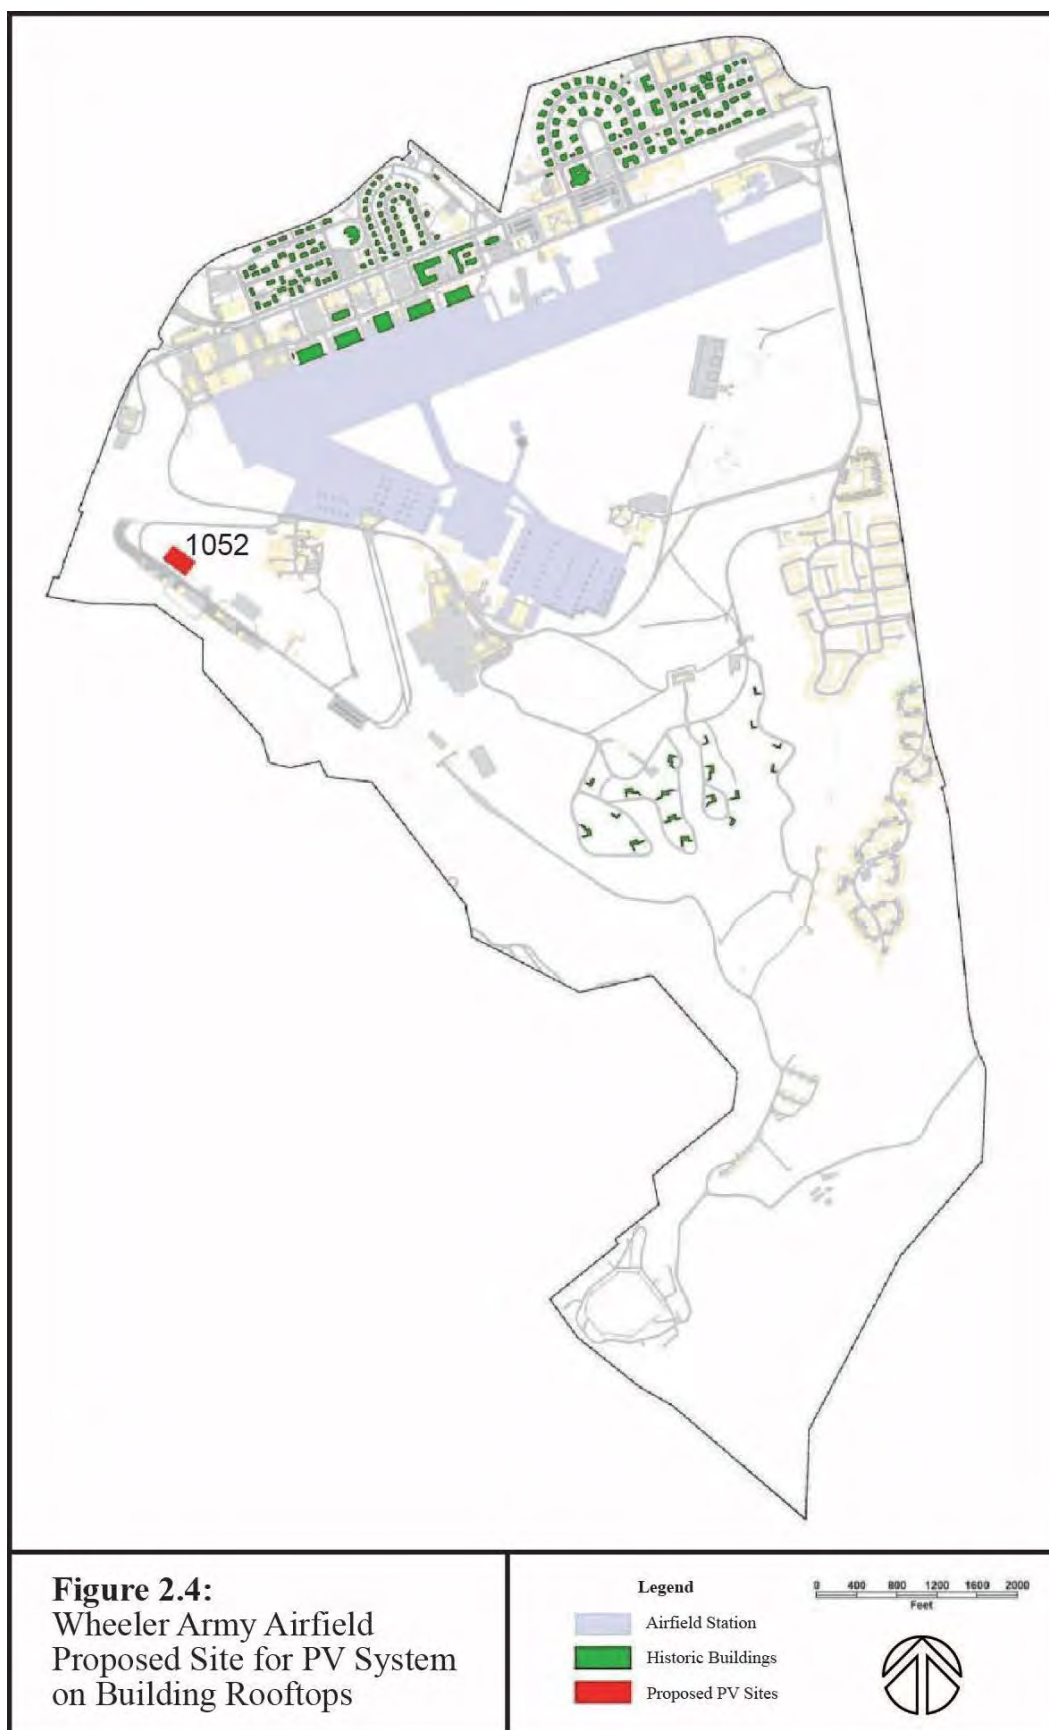 1052
Figure 2.4:
Wheeler Army Airfield
Proposed Site for PV System
on Building Rooftops
Legend
Airfield Station
Historic Buildings
Proposed PV Sites
0 400 800 1200 1600 2000
Feet